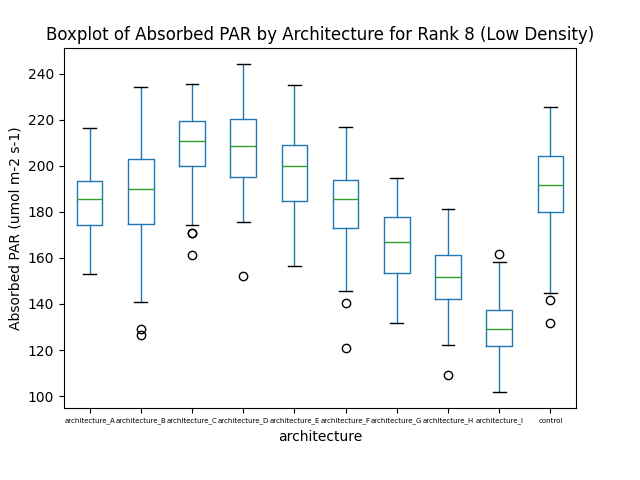 Boxplot of Absorbed PAR by Architecture for Rank 8 (Low Density)
Absorbed PAR (umol m-2 s-1)
240
220
200
180
160
140
120
100
architecture_A architecture_B architecture_C architecture_D architecture_E architecture_F architecture_G architecture_H architecture_I control
architecture